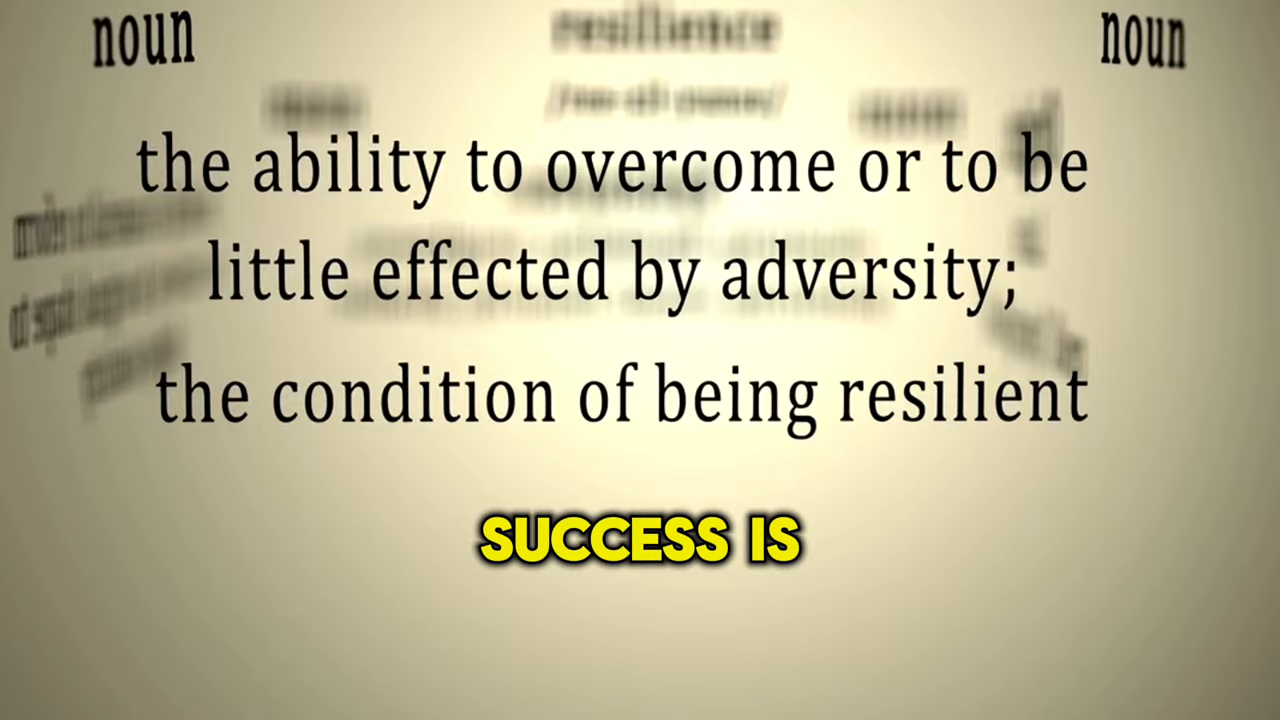 noun
resilience
noun
the ability to overcome or to be
little effected by adversity;
the condition of being resilient
SUCCESS IS